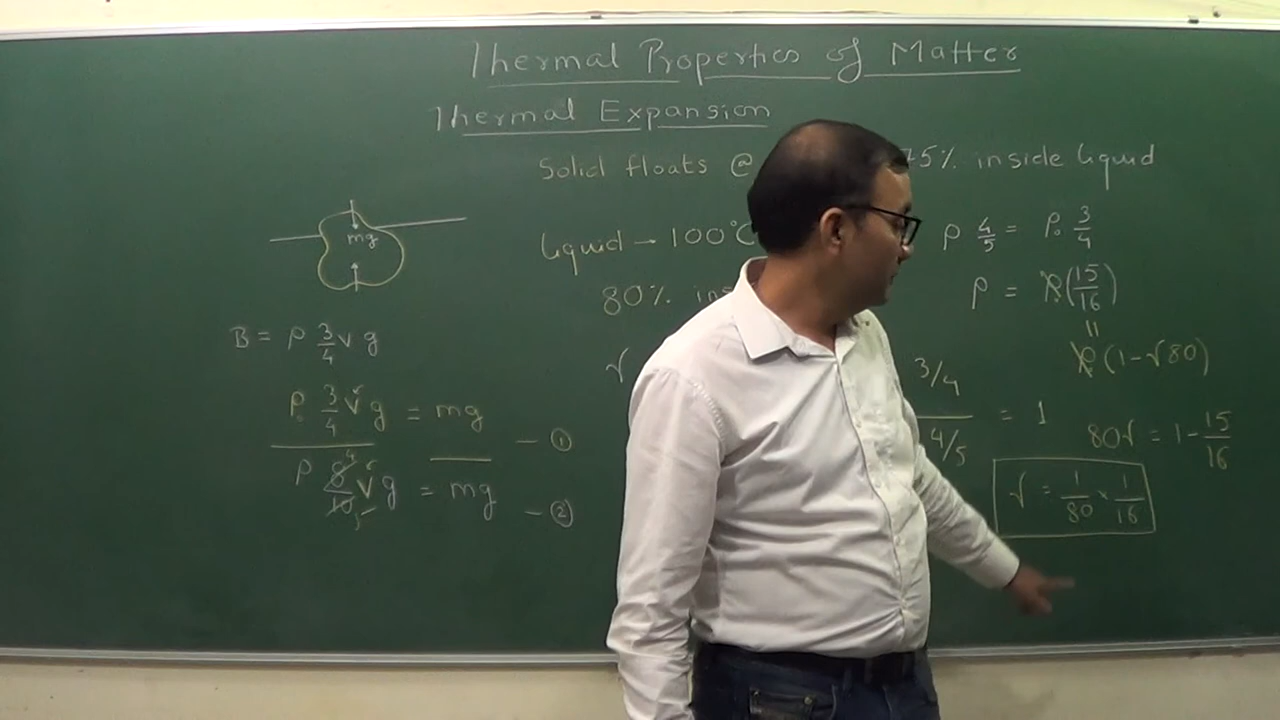 Thermal Properties of Matter
Thermal Expansion
Solid floats @ 75% inside liquid
liquid → 100°C
80% ins
mg
B = ρ 3/4 v g
ρ₀ 3/4 v g = mg — ①
ρ 8/10 v g = mg — ②
4
5
γ
3/4
4/5
= 1
ρ 4/5 = ρ₀ 3/4
ρ = ρ₀ (15/16)
॥
ρ₀ (1 - γ80)
80γ = 1 - 15/16
γ = 1/80 × 1/16